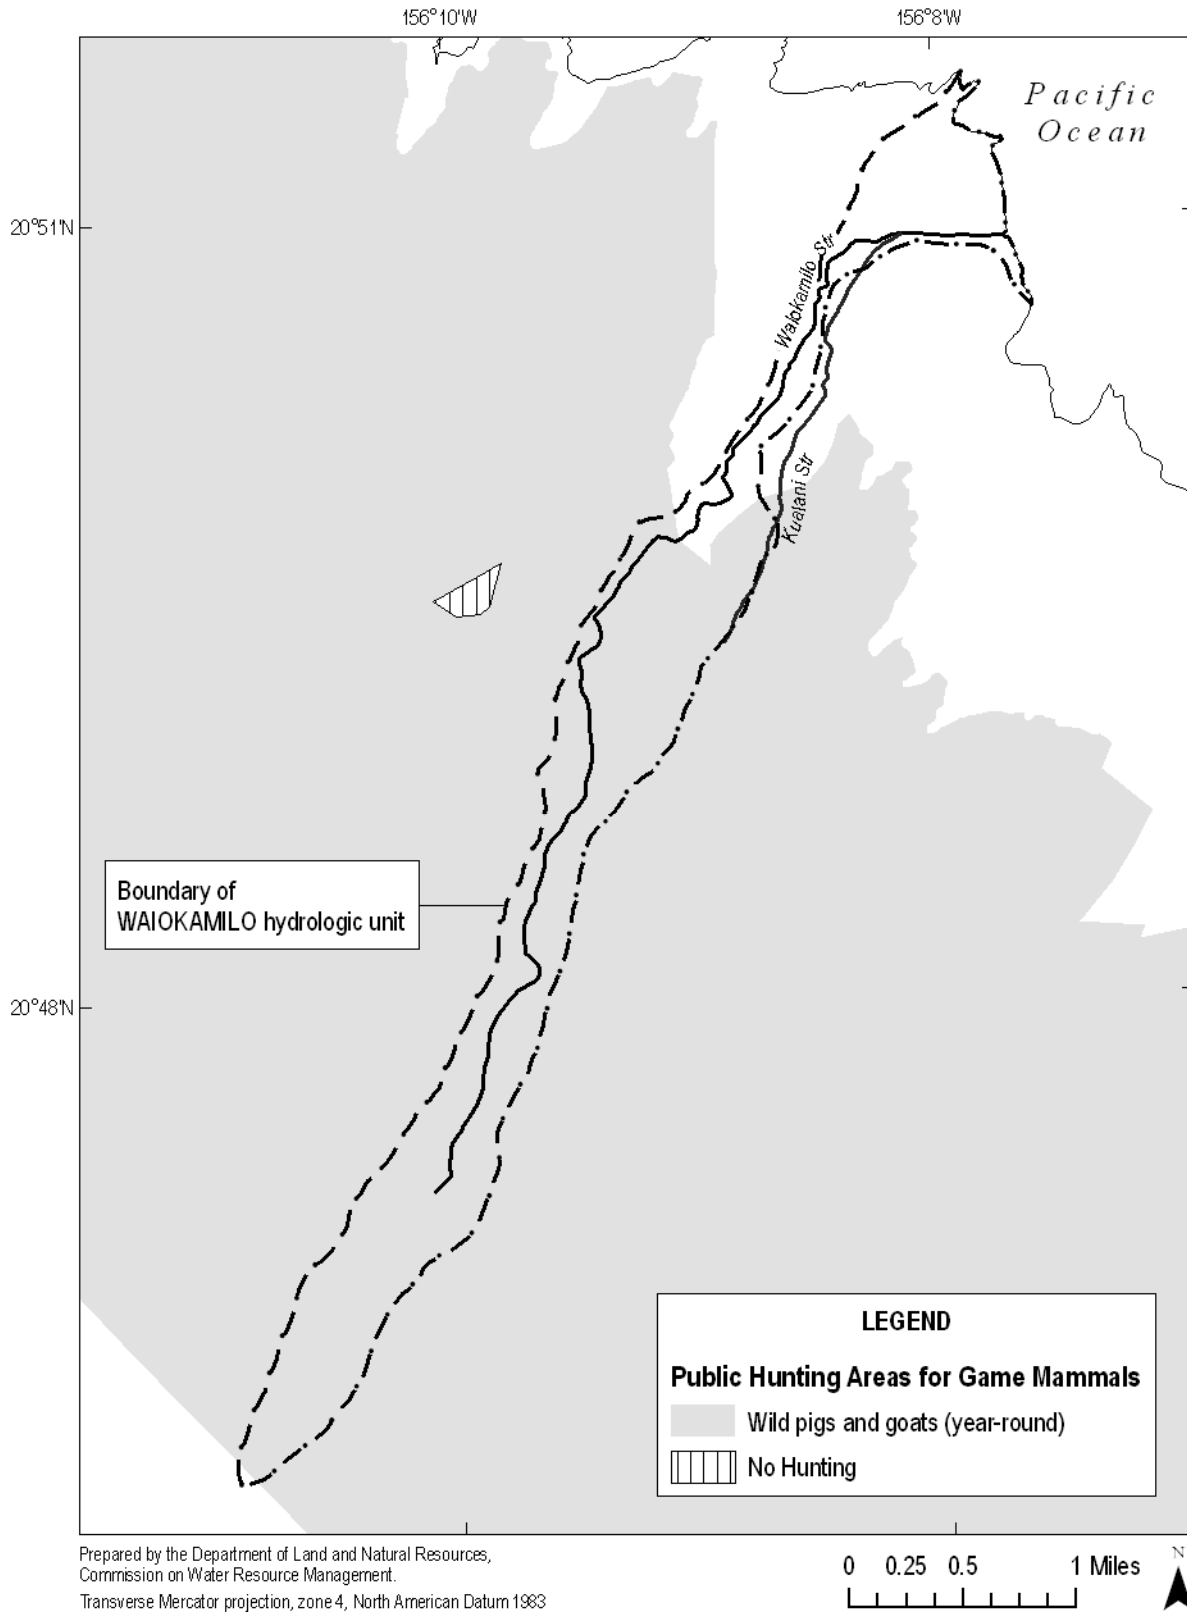 156°10'W
156°8'W
Pacific
Ocean
20°51'N
Waiokamilo Str
Kualani Str
Boundary of
WAIOKAMILO hydrologic unit
20°48'N
LEGEND
Public Hunting Areas for Game Mammals
Wild pigs and goats (year-round)
No Hunting
Prepared by the Department of Land and Natural Resources,
Commission on Water Resource Management.
Transverse Mercator projection, zone 4, North American Datum 1983
0 0.25 0.5 1 Miles
N